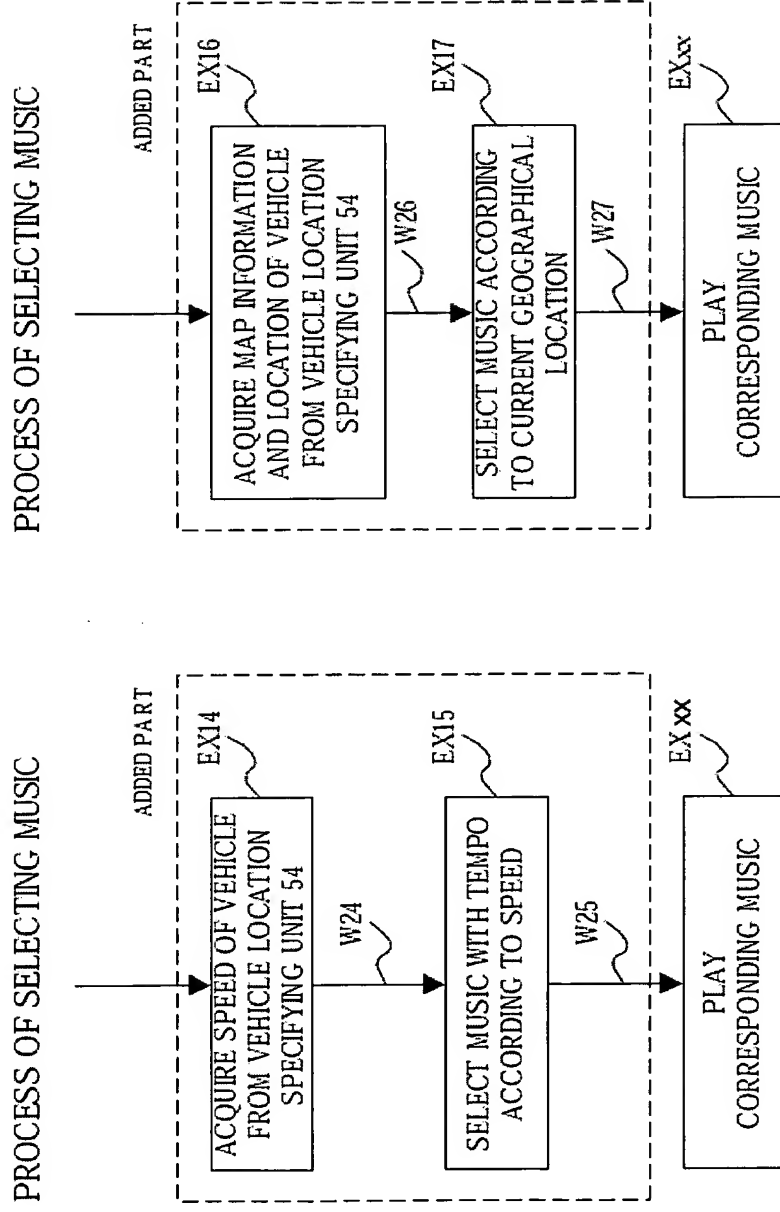 PROCESS OF SELECTING MUSIC
ADDED PART
EX14
ACQUIRE SPEED OF VEHICLE
FROM VEHICLE LOCATION
SPECIFYING UNIT 54
W24
EX15
SELECT MUSIC WITH TEMPO
ACCORDING TO SPEED
W25
EXxx
PLAY
CORRESPONDING MUSIC
PROCESS OF SELECTING MUSIC
ADDED PART
EX16
ACQUIRE MAP INFORMATION
AND LOCATION OF VEHICLE
FROM VEHICLE LOCATION
SPECIFYING UNIT 54
W26
EX17
SELECT MUSIC ACCORDING
TO CURRENT GEOGRAPHICAL
LOCATION
W27
EXxx
PLAY
CORRESPONDING MUSIC